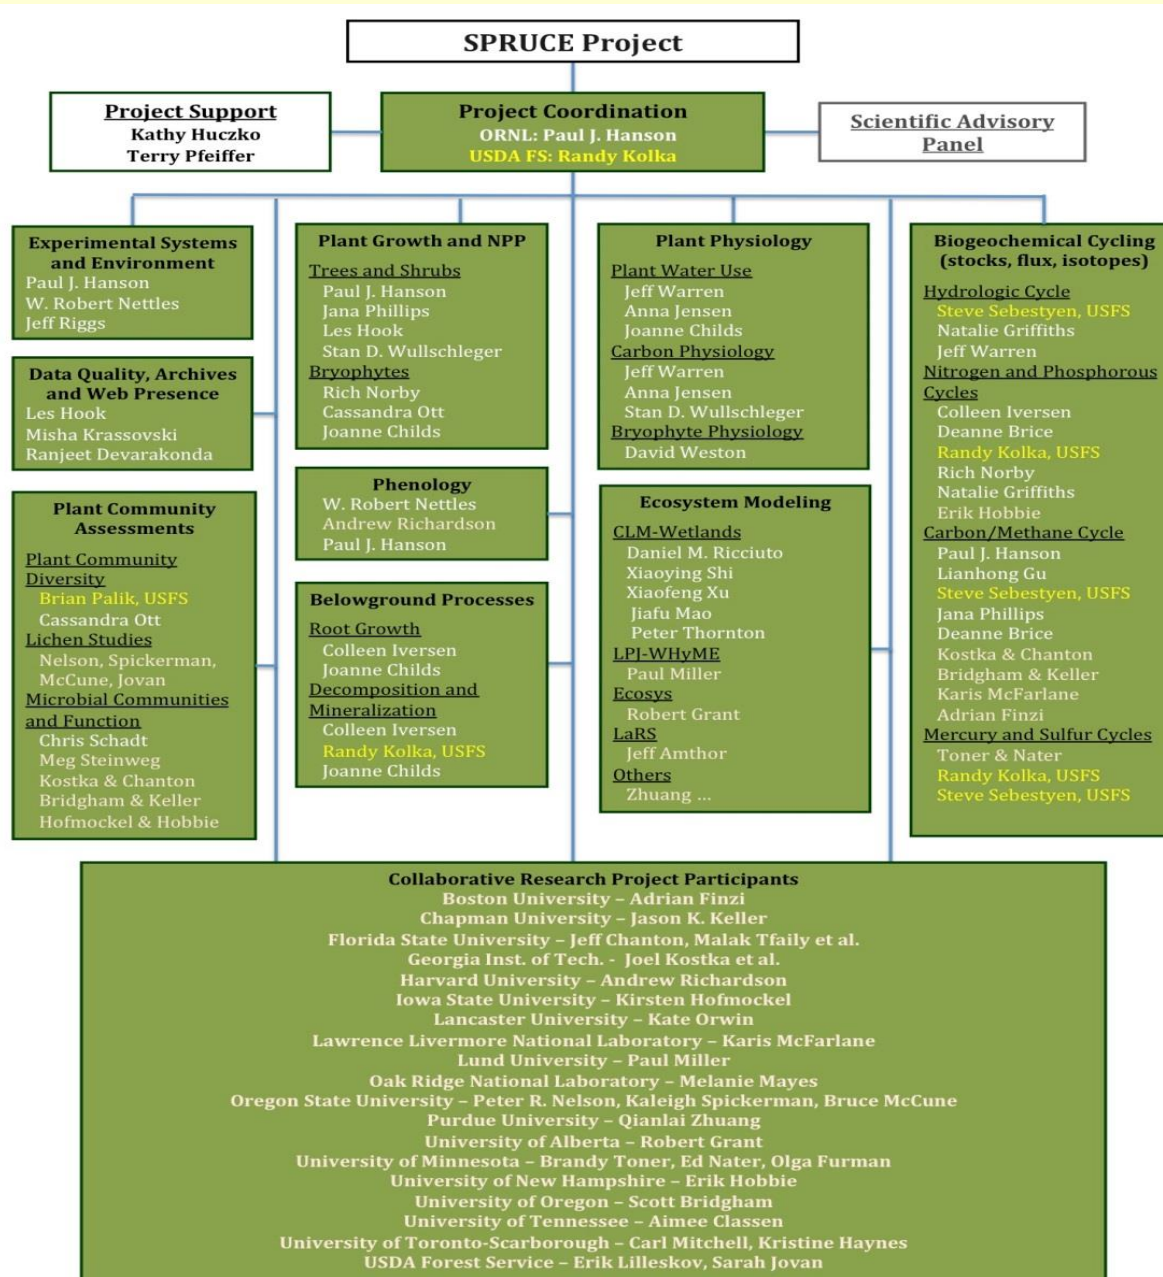 SPRUCE Project
Project Support
Kathy Huczko
Terry Pfeiffer
Project Coordination
ORNL: Paul J. Hanson
USDA FS: Randy Kolka
Scientific Advisory
Panel
Experimental Systems
and Environment
Paul J. Hanson
W. Robert Nettles
Jeff Riggs
Data Quality, Archives
and Web Presence
Les Hook
Misha Krassovski
Ranjeet Devarakonda
Plant Community
Assessments
Plant Community
Diversity
Brian Palik, USFS
Cassandra Ott
Lichen Studies
Nelson, Spickerman,
McCune, Jovan
Microbial Communities
and Function
Chris Schadt
Meg Steinweg
Kostka & Chanton
Bridgham & Keller
Hofmockel & Hobbie
Plant Growth and NPP
Trees and Shrubs
Paul J. Hanson
Jana Phillips
Les Hook
Stan D. Wullschleger
Bryophytes
Rich Norby
Cassandra Ott
Joanne Childs
Phenology
W. Robert Nettles
Andrew Richardson
Paul J. Hanson
Belowground Processes
Root Growth
Colleen Iversen
Joanne Childs
Decomposition and
Mineralization
Colleen Iversen
Randy Kolka, USFS
Joanne Childs
Plant Physiology
Plant Water Use
Jeff Warren
Anna Jensen
Joanne Childs
Carbon Physiology
Jeff Warren
Anna Jensen
Stan D. Wullschleger
Bryophyte Physiology
David Weston
Ecosystem Modeling
CLM-Wetlands
Daniel M. Ricciuto
Xiaoying Shi
Xiaofeng Xu
Jiafu Mao
Peter Thornton
LPJ-WHyME
Paul Miller
Ecosys
Robert Grant
LaRS
Jeff Amthor
Others
Zhuang ...
Biogeochemical Cycling
(stocks, flux, isotopes)
Hydrologic Cycle
Steve Sebestyen, USFS
Natalie Griffiths
Jeff Warren
Nitrogen and Phosphorous
Cycles
Colleen Iversen
Deanne Brice
Randy Kolka, USFS
Rich Norby
Natalie Griffiths
Erik Hobbie
Carbon/Methane Cycle
Paul J. Hanson
Lianhong Gu
Steve Sebestyen, USFS
Jana Phillips
Deanne Brice
Kostka & Chanton
Bridgham & Keller
Karis McFarlane
Adrian Finzi
Mercury and Sulfur Cycles
Toner & Nater
Randy Kolka, USFS
Steve Sebestyen, USFS
Collaborative Research Project Participants
Boston University – Adrian Finzi
Chapman University – Jason K. Keller
Florida State University – Jeff Chanton, Malak Tfaily et al.
Georgia Inst. of Tech. - Joel Kostka et al.
Harvard University – Andrew Richardson
Iowa State University – Kirsten Hofmockel
Lancaster University – Kate Orwin
Lawrence Livermore National Laboratory – Karis McFarlane
Lund University – Paul Miller
Oak Ridge National Laboratory – Melanie Mayes
Oregon State University – Peter R. Nelson, Kaleigh Spickerman, Bruce McCune
Purdue University – Qianlai Zhuang
University of Alberta – Robert Grant
University of Minnesota – Brandy Toner, Ed Nater, Olga Furman
University of New Hampshire – Erik Hobbie
University of Oregon – Scott Bridgham
University of Tennessee – Aimee Classen
University of Toronto-Scarborough – Carl Mitchell, Kristine Haynes
USDA Forest Service – Erik Lilleskov, Sarah Jovan